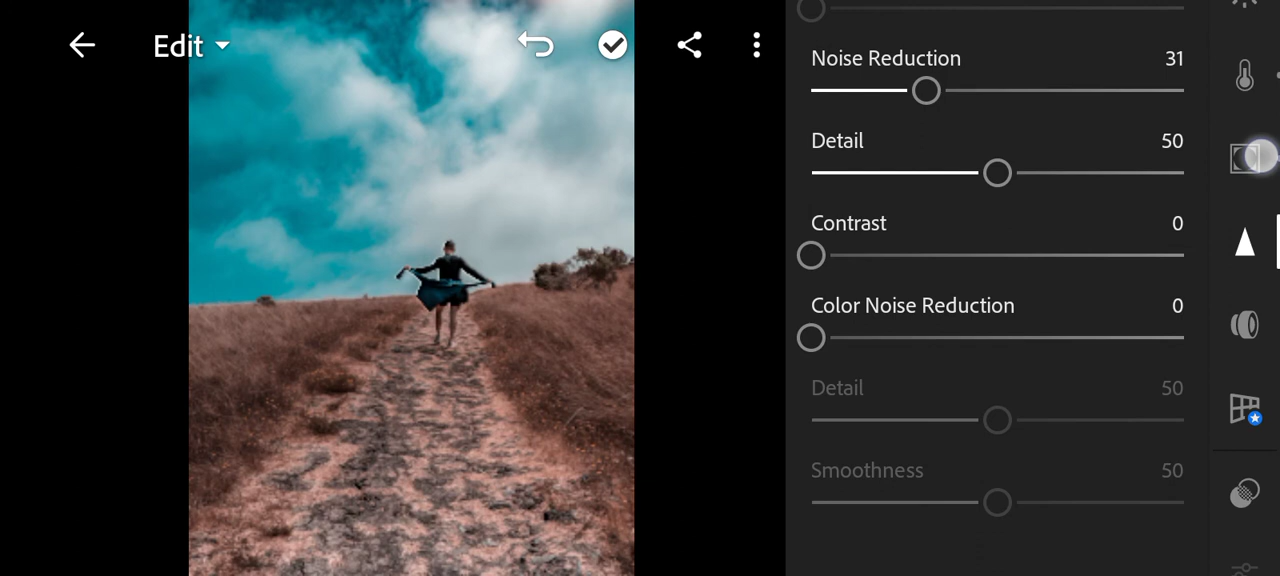 Edit
Noise Reduction 31
Detail 50
Contrast 0
Color Noise Reduction 0
Detail 50
Smoothness 50